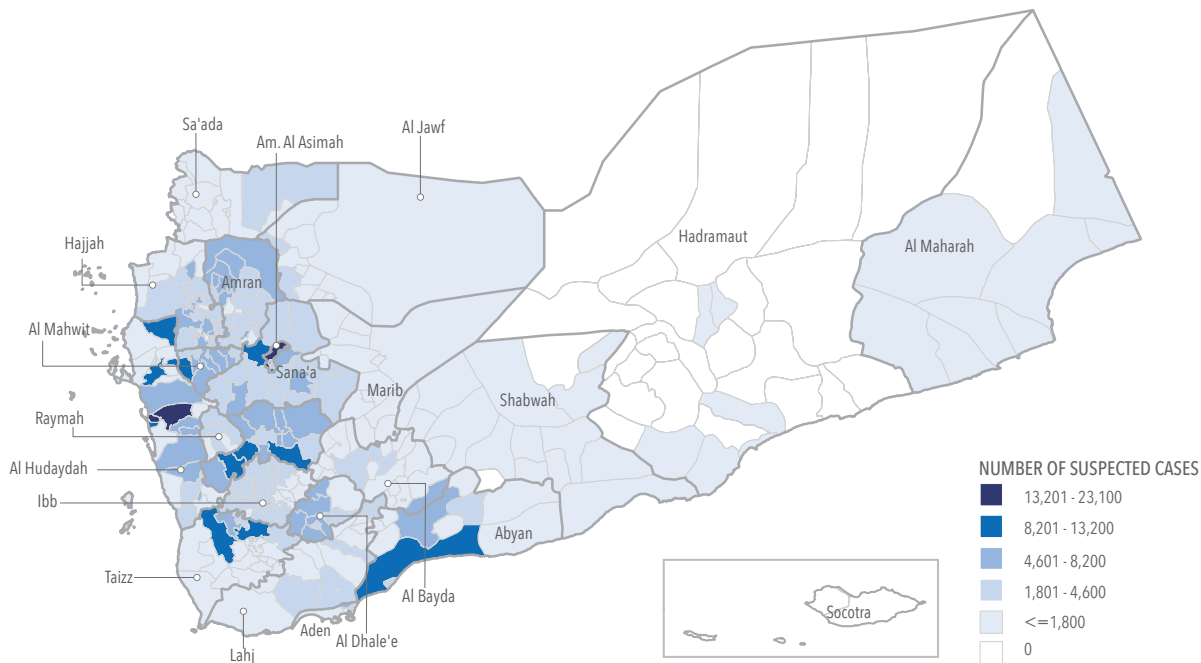 Sa'ada
Am. Al Asimah
Al Jawf
Hajjah
Amran
Hadramaut
Al Maharah
Al Mahwit
Sana'a
Marib
Shabwah
Raymah
Al Hudaydah
Ibb
Abyan
Taizz
Al Bayda
Aden
Al Dhale'e
Lahj
Socotra
NUMBER OF SUSPECTED CASES
13,201 - 23,100
8,201 - 13,200
4,601 - 8,200
1,801 - 4,600
<=1,800
0